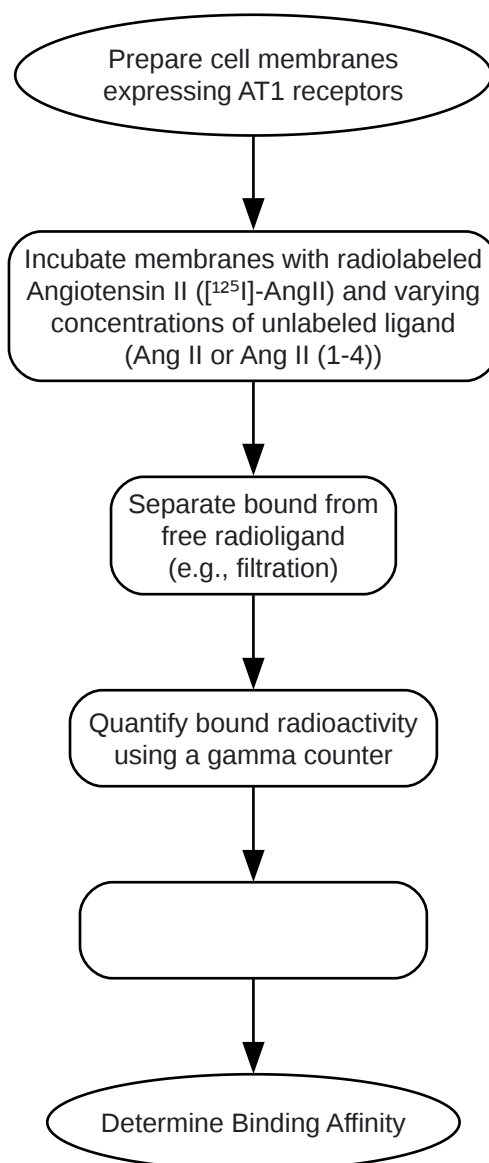 Prepare cell membranes
expressing AT1 receptors
Incubate membranes with radiolabeled
Angiotensin II ([¹²⁵I]-AngII) and varying
concentrations of unlabeled ligand
(Ang II or Ang II (1-4))
Separate bound from
free radioligand
(e.g., filtration)
Quantify bound radioactivity
using a gamma counter
Determine Binding Affinity